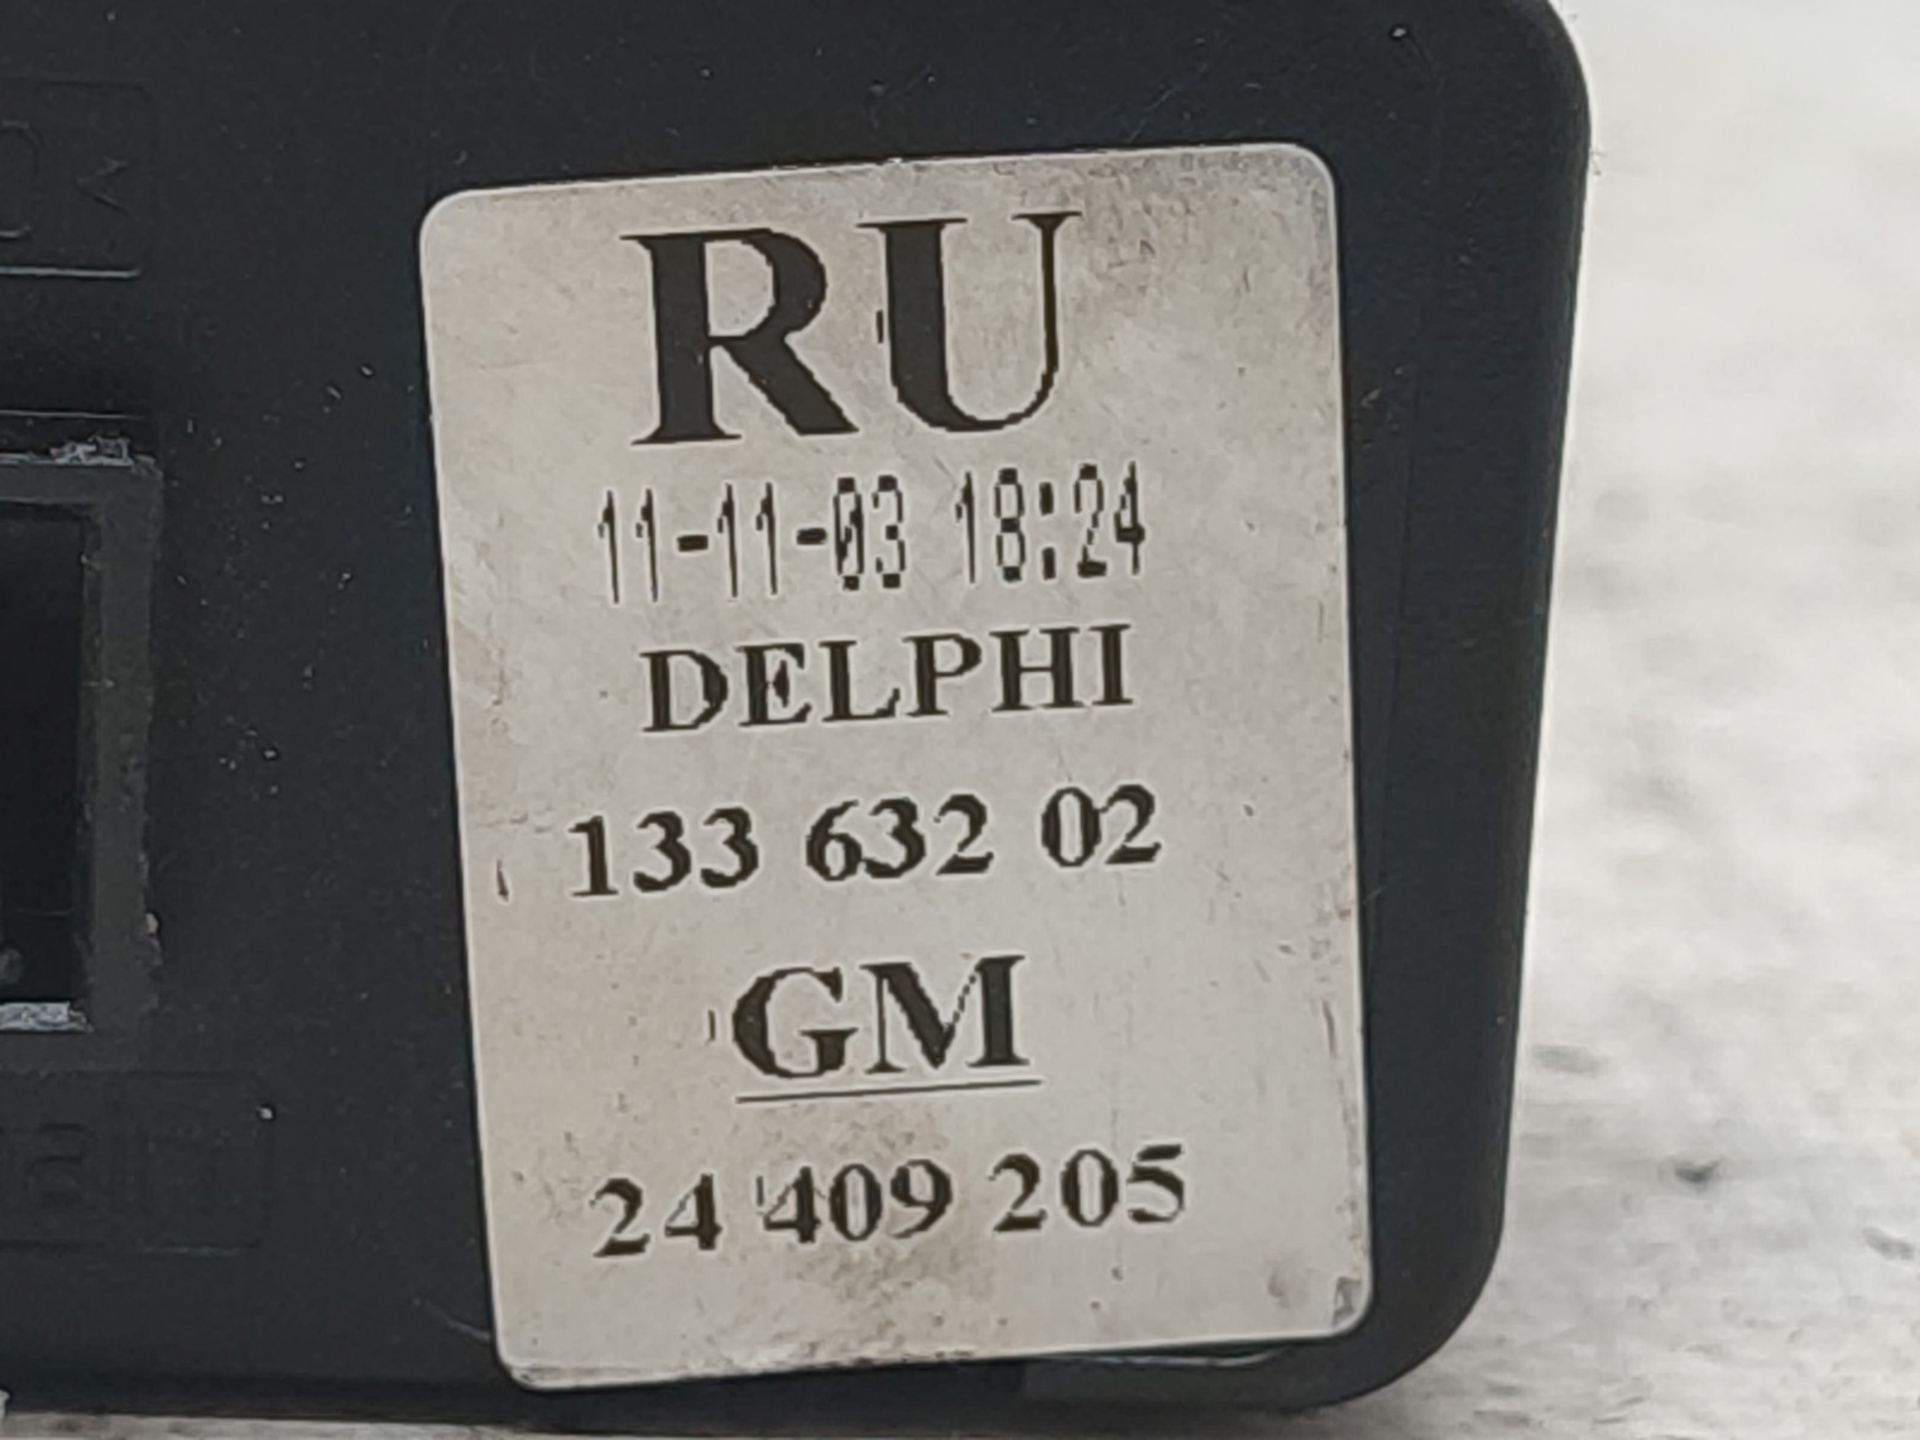 RU
11-11-03 18:24
DELPHI
133 632 02
GM
24 409 205